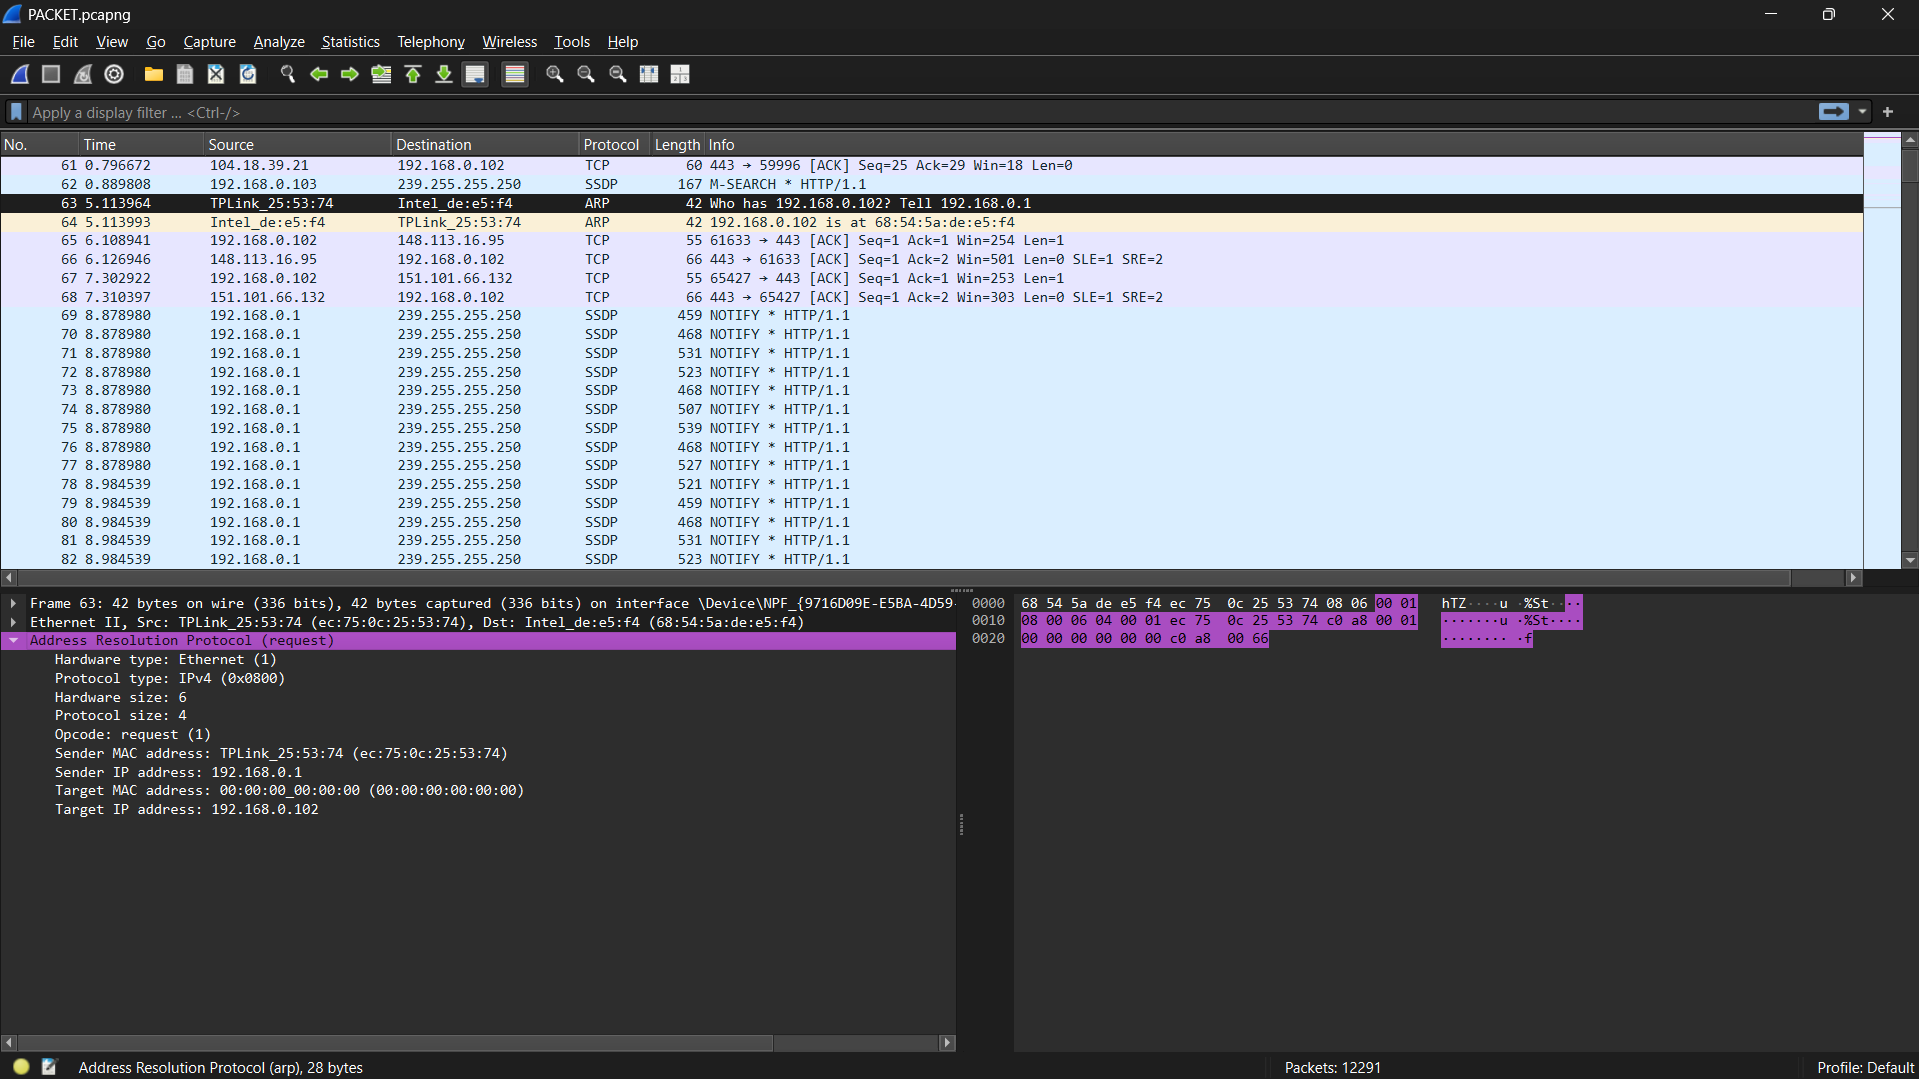 PACKET.pcapng
File Edit View Go Capture Analyze Statistics Telephony Wireless Tools Help
Apply a display filter ... <Ctrl-/>
No. Time Source Destination Protocol Length Info
61 0.796672 104.18.39.21 192.168.0.102 TCP 60 443 → 59996 [ACK] Seq=25 Ack=29 Win=18 Len=0
62 0.889808 192.168.0.103 239.255.255.250 SSDP 167 M-SEARCH * HTTP/1.1
63 5.113964 TPLink_25:53:74 Intel_de:e5:f4 ARP 42 Who has 192.168.0.102? Tell 192.168.0.1
64 5.113993 Intel_de:e5:f4 TPLink_25:53:74 ARP 42 192.168.0.102 is at 68:54:5a:de:e5:f4
65 6.108941 192.168.0.102 148.113.16.95 TCP 55 61633 → 443 [ACK] Seq=1 Ack=1 Win=254 Len=1
66 6.126946 148.113.16.95 192.168.0.102 TCP 66 443 → 61633 [ACK] Seq=1 Ack=2 Win=501 Len=0 SLE=1 SRE=2
67 7.302922 192.168.0.102 151.101.66.132 TCP 55 65427 → 443 [ACK] Seq=1 Ack=1 Win=253 Len=1
68 7.310397 151.101.66.132 192.168.0.102 TCP 66 443 → 65427 [ACK] Seq=1 Ack=2 Win=303 Len=0 SLE=1 SRE=2
69 8.878980 192.168.0.1 239.255.255.250 SSDP 459 NOTIFY * HTTP/1.1
70 8.878980 192.168.0.1 239.255.255.250 SSDP 468 NOTIFY * HTTP/1.1
71 8.878980 192.168.0.1 239.255.255.250 SSDP 531 NOTIFY * HTTP/1.1
72 8.878980 192.168.0.1 239.255.255.250 SSDP 523 NOTIFY * HTTP/1.1
73 8.878980 192.168.0.1 239.255.255.250 SSDP 468 NOTIFY * HTTP/1.1
74 8.878980 192.168.0.1 239.255.255.250 SSDP 507 NOTIFY * HTTP/1.1
75 8.878980 192.168.0.1 239.255.255.250 SSDP 539 NOTIFY * HTTP/1.1
76 8.878980 192.168.0.1 239.255.255.250 SSDP 468 NOTIFY * HTTP/1.1
77 8.878980 192.168.0.1 239.255.255.250 SSDP 527 NOTIFY * HTTP/1.1
78 8.984539 192.168.0.1 239.255.255.250 SSDP 521 NOTIFY * HTTP/1.1
79 8.984539 192.168.0.1 239.255.255.250 SSDP 459 NOTIFY * HTTP/1.1
80 8.984539 192.168.0.1 239.255.255.250 SSDP 468 NOTIFY * HTTP/1.1
81 8.984539 192.168.0.1 239.255.255.250 SSDP 531 NOTIFY * HTTP/1.1
82 8.984539 192.168.0.1 239.255.255.250 SSDP 523 NOTIFY * HTTP/1.1
Frame 63: 42 bytes on wire (336 bits), 42 bytes captured (336 bits) on interface \Device\NPF_{9716D09E-E5BA-4D59-
Ethernet II, Src: TPLink_25:53:74 (ec:75:0c:25:53:74), Dst: Intel_de:e5:f4 (68:54:5a:de:e5:f4)
Address Resolution Protocol (request)
Hardware type: Ethernet (1)
Protocol type: IPv4 (0x0800)
Hardware size: 6
Protocol size: 4
Opcode: request (1)
Sender MAC address: TPLink_25:53:74 (ec:75:0c:25:53:74)
Sender IP address: 192.168.0.1
Target MAC address: 00:00:00_00:00:00 (00:00:00:00:00:00)
Target IP address: 192.168.0.102
0000 68 54 5a de e5 f4 ec 75 0c 25 53 74 08 06 00 01 hTZ····u ·%St····
0010 08 00 06 04 00 01 ec 75 0c 25 53 74 c0 a8 00 01 ·······u ·%St····
0020 00 00 00 00 00 00 c0 a8 00 66 ········ ·f
Address Resolution Protocol (arp), 28 bytes
Packets: 12291
Profile: Default